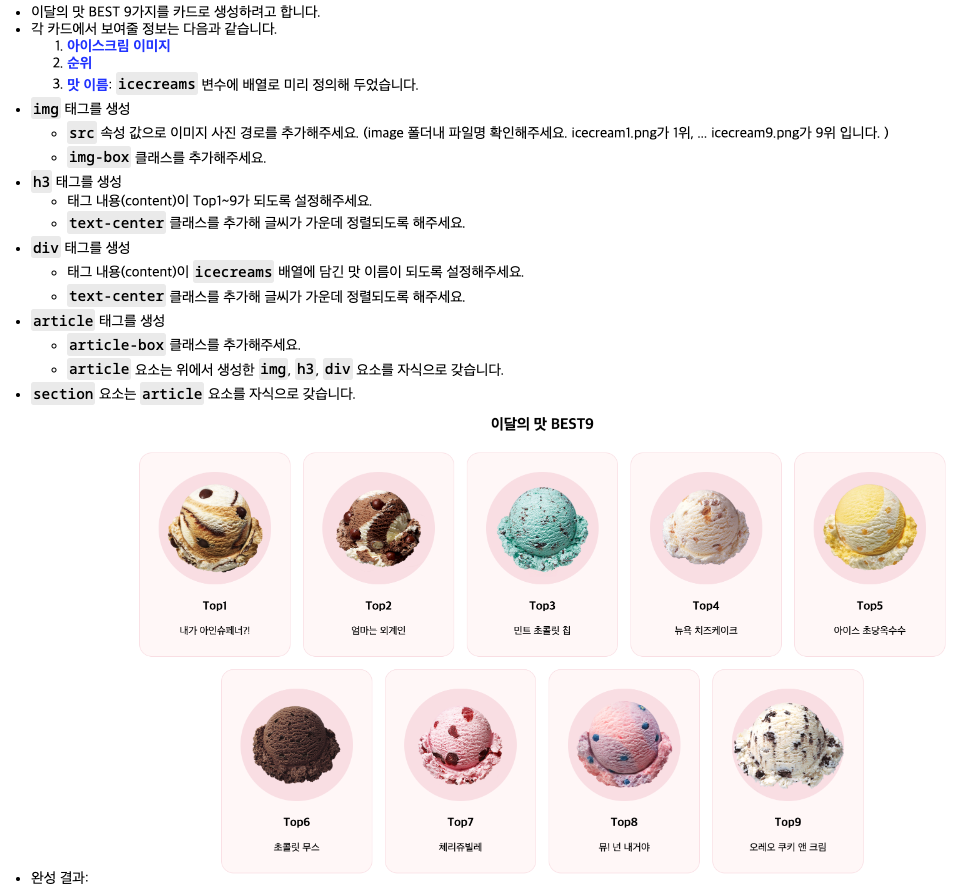 이달의 맛 BEST 9가지를 카드로 생성하려고 합니다.
각 카드에서 보여줄 정보는 다음과 같습니다.
1. 아이스크림 이미지
2. 순위
3. 맛 이름: icecreams 변수에 배열로 미리 정의해 두었습니다.
img 태그를 생성
src 속성 값으로 이미지 사진 경로를 추가해주세요. (image 폴더내 파일명 확인해주세요. icecream1.png가 1위, ... icecream9.png가 9위 입니다. )
img-box 클래스를 추가해주세요.
h3 태그를 생성
태그 내용(content)이 Top1~9가 되도록 설정해주세요.
text-center 클래스를 추가해 글씨가 가운데 정렬되도록 해주세요.
div 태그를 생성
태그 내용(content)이 icecreams 배열에 담긴 맛 이름이 되도록 설정해주세요.
text-center 클래스를 추가해 글씨가 가운데 정렬되도록 해주세요.
article 태그를 생성
article-box 클래스를 추가해주세요.
article 요소는 위에서 생성한 img, h3, div 요소를 자식으로 갖습니다.
section 요소는 article 요소를 자식으로 갖습니다.
이달의 맛 BEST9
Top1 Top2 Top3 Top4 Top5
내가 아인슈페너?! 엄마는 외계인 민트 초콜릿 칩 뉴욕 치즈케이크 아이스 초당옥수수
Top6 Top7 Top8 Top9
초콜릿 무스 체리쥬빌레 뮤! 넌 내거야 오레오 쿠키 앤 크림
완성 결과: